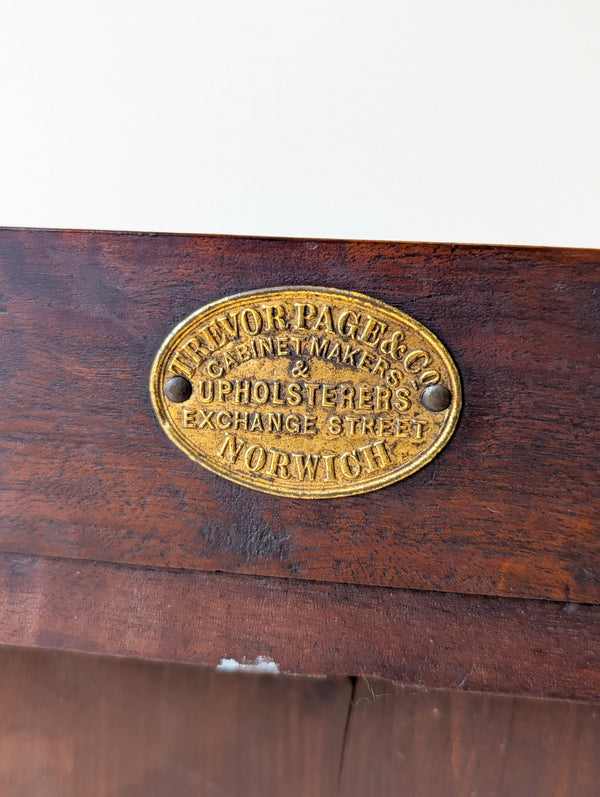 TREVOR PAGE & Co
CABINET MAKERS
&
UPHOLSTERERS
EXCHANGE STREET
NORWICH